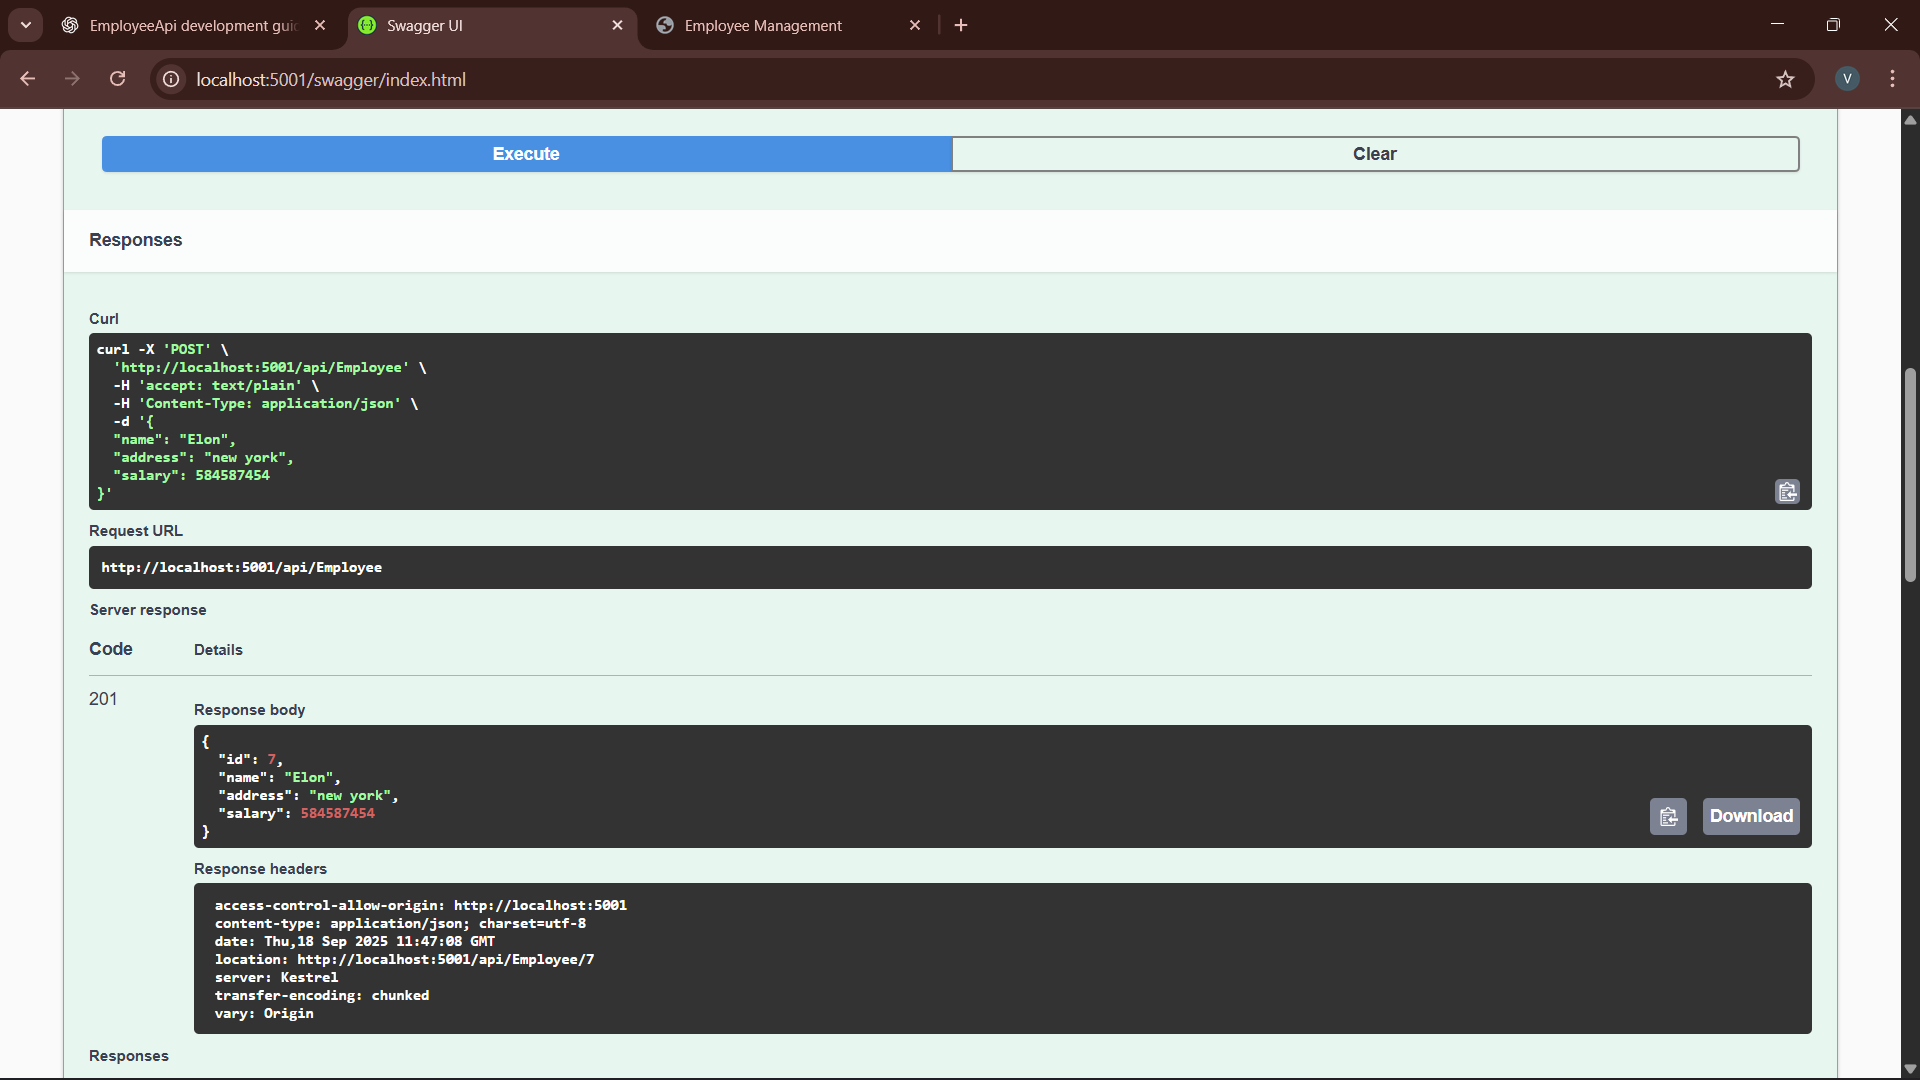 EmployeeApi development guid
Swagger UI
Employee Management
localhost:5001/swagger/index.html
V
Execute
Clear
Responses
Curl
curl -X 'POST' \
'http://localhost:5001/api/Employee' \
-H 'accept: text/plain' \
-H 'Content-Type: application/json' \
-d '{
"name": "Elon",
"address": "new york",
"salary": 584587454
}'
Request URL
http://localhost:5001/api/Employee
Server response
Code Details
201
Response body
{
"id": 7,
"name": "Elon",
"address": "new york",
"salary": 584587454
}
Download
Response headers
access-control-allow-origin: http://localhost:5001
content-type: application/json; charset=utf-8
date: Thu,18 Sep 2025 11:47:08 GMT
location: http://localhost:5001/api/Employee/7
server: Kestrel
transfer-encoding: chunked
vary: Origin
Responses